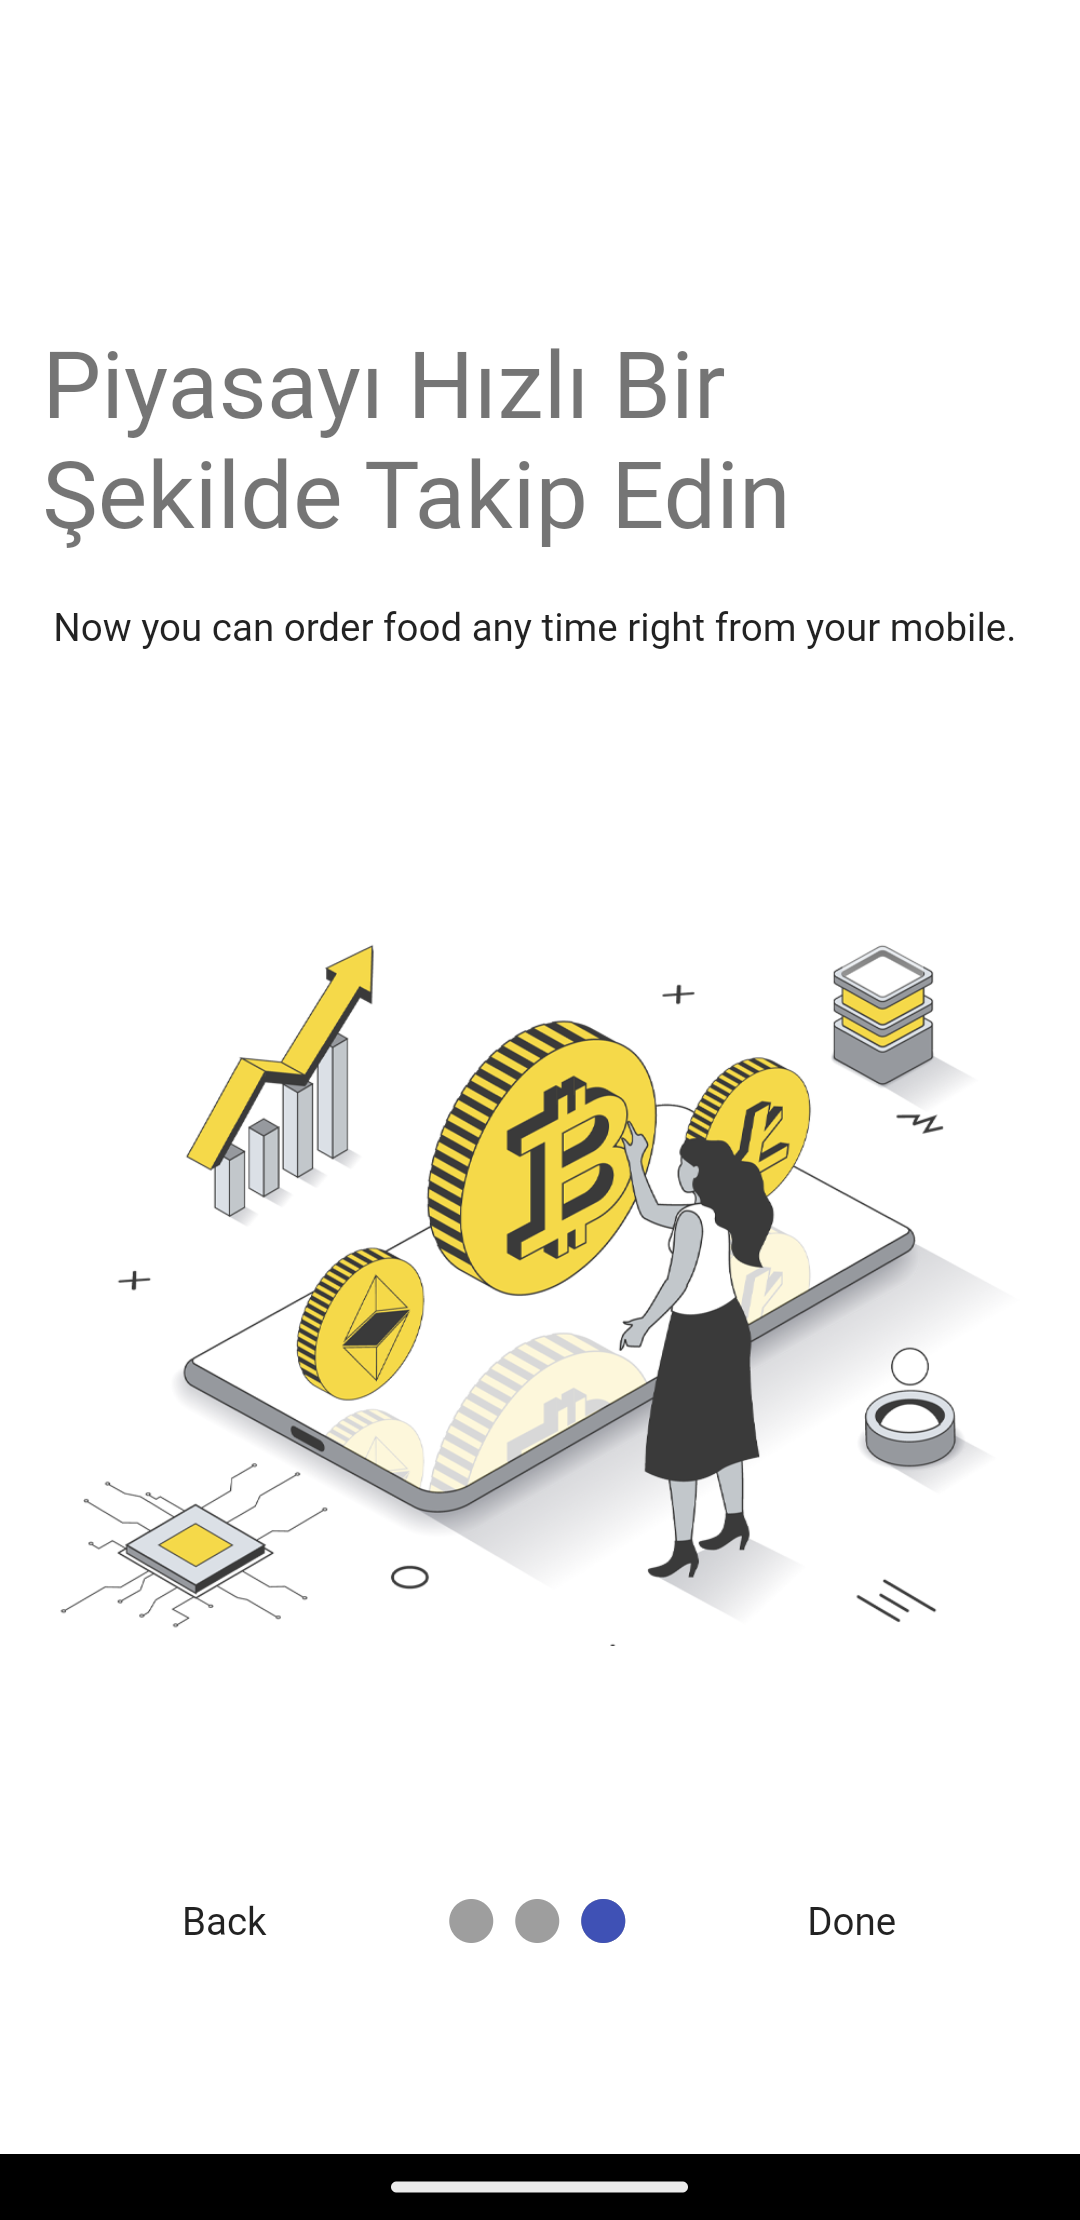 Piyasayı Hızlı Bir
Şekilde Takip Edin
Now you can order food any time right from your mobile.
Back
Done